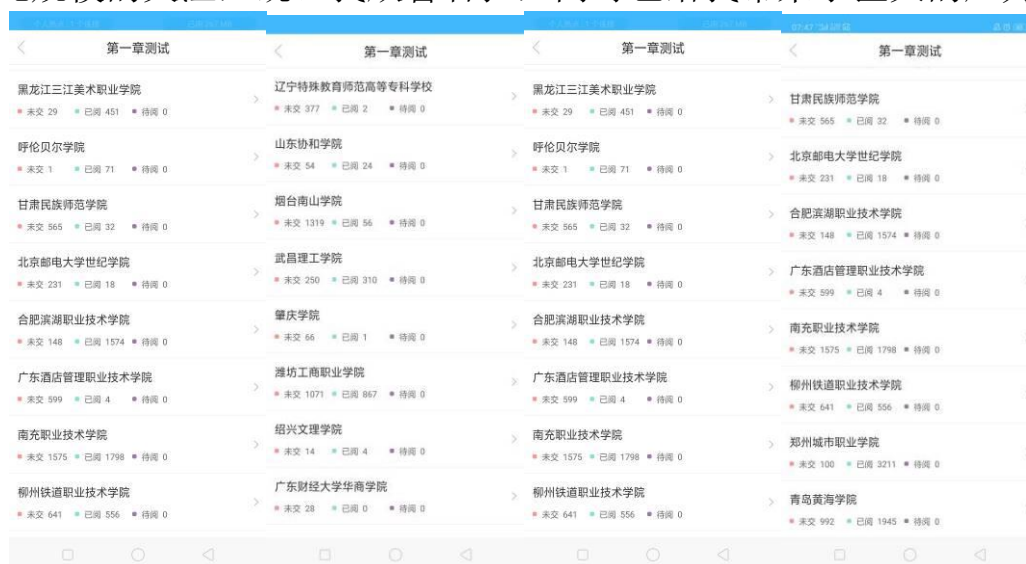 第一章测试
黑龙江三江美术职业学院
未交 29 已阅 451 待阅 0
呼伦贝尔学院
未交 1 已阅 71 待阅 0
甘肃民族师范学院
未交 565 已阅 32 待阅 0
北京邮电大学世纪学院
未交 231 已阅 18 待阅 0
合肥滨湖职业技术学院
未交 148 已阅 1574 待阅 0
广东酒店管理职业技术学院
未交 599 已阅 4 待阅 0
南充职业技术学院
未交 1575 已阅 1798 待阅 0
柳州铁道职业技术学院
未交 641 已阅 556 待阅 0
第一章测试
辽宁特殊教育师范高等专科学校
未交 377 已阅 2 待阅 0
山东协和学院
未交 54 已阅 24 待阅 0
烟台南山学院
未交 1319 已阅 56 待阅 0
武昌理工学院
未交 250 已阅 310 待阅 0
肇庆学院
未交 66 已阅 1 待阅 0
潍坊工商职业学院
未交 1071 已阅 867 待阅 0
绍兴文理学院
未交 14 已阅 4 待阅 0
广东财经大学华商学院
未交 28 已阅 0 待阅 0
第一章测试
黑龙江三江美术职业学院
未交 29 已阅 451 待阅 0
呼伦贝尔学院
未交 1 已阅 71 待阅 0
甘肃民族师范学院
未交 565 已阅 32 待阅 0
北京邮电大学世纪学院
未交 231 已阅 18 待阅 0
合肥滨湖职业技术学院
未交 148 已阅 1574 待阅 0
广东酒店管理职业技术学院
未交 599 已阅 4 待阅 0
南充职业技术学院
未交 1575 已阅 1798 待阅 0
柳州铁道职业技术学院
未交 641 已阅 556 待阅 0
07:47
第一章测试
甘肃民族师范学院
未交 565 已阅 32 待阅 0
北京邮电大学世纪学院
未交 231 已阅 18 待阅 0
合肥滨湖职业技术学院
未交 148 已阅 1574 待阅 0
广东酒店管理职业技术学院
未交 599 已阅 4 待阅 0
南充职业技术学院
未交 1575 已阅 1798 待阅 0
柳州铁道职业技术学院
未交 641 已阅 556 待阅 0
郑州城市职业学院
未交 100 已阅 3211 待阅 0
青岛黄海学院
未交 992 已阅 1945 待阅 0